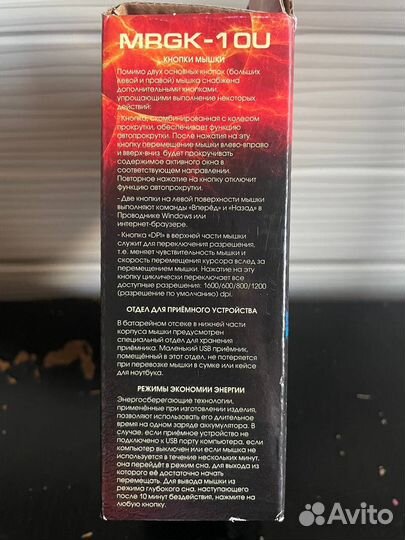 MRGK-10U
КНОПКИ МЫШКИ
Помимо двух основных кнопок (больших
левой и правой) мышка снабжена
дополнительными кнопками,
упрощающими выполнение некоторых
действий:
- Кнопка, скомбинированная с колесом
прокрутки, обеспечивает функцию
автопрокрутки. После нажатия на эту
кнопку перемещение мышки влево-вправо
и вверх-вниз будет прокручивать
содержимое активного окна в
соответствующем направлении.
Повторное нажатие на кнопку отключит
функцию автопрокрутки.
- Две кнопки на левой поверхности мышки
выполняют команды «Вперёд» и «Назад» в
Проводнике Windows или
интернет-браузере.
- Кнопка «DPI» в верхней части мышки
служит для переключения разрешения,
т.е. меняет чувствительность мышки и
скорость перемещения курсора вслед за
перемещением мышки. Нажатие на эту
кнопку циклически переключает все
доступные разрешения: 1600/600/800/1200
(разрешение по умолчанию) dpi.
ОТДЕЛ ДЛЯ ПРИЁМНОГО УСТРОЙСТВА
В батарейном отсеке в нижней части
корпуса мышки предусмотрен
специальный отдел для хранения
приёмника. Маленький USB приёмник,
помещённый в этот отдел, не потеряется
при перевозке мышки в сумке или кейсе
для ноутбука.
РЕЖИМЫ ЭКОНОМИИ ЭНЕРГИИ
Энергосберегающие технологии,
применённые при изготовлении изделия,
позволяют использовать его длительное
время на одном заряде аккумулятора. В
случае, если приёмное устройство не
подключено к USB порту компьютера, если
компьютер выключен или если мышка не
используется в течение нескольких минут,
она перейдёт в режим сна, для выхода из
которого её достаточно начать
перемещать. Для вывода мышки из
режима глубокого сна, наступающего
после 10 минут бездействия, нажмите на
любую кнопку.
Avito